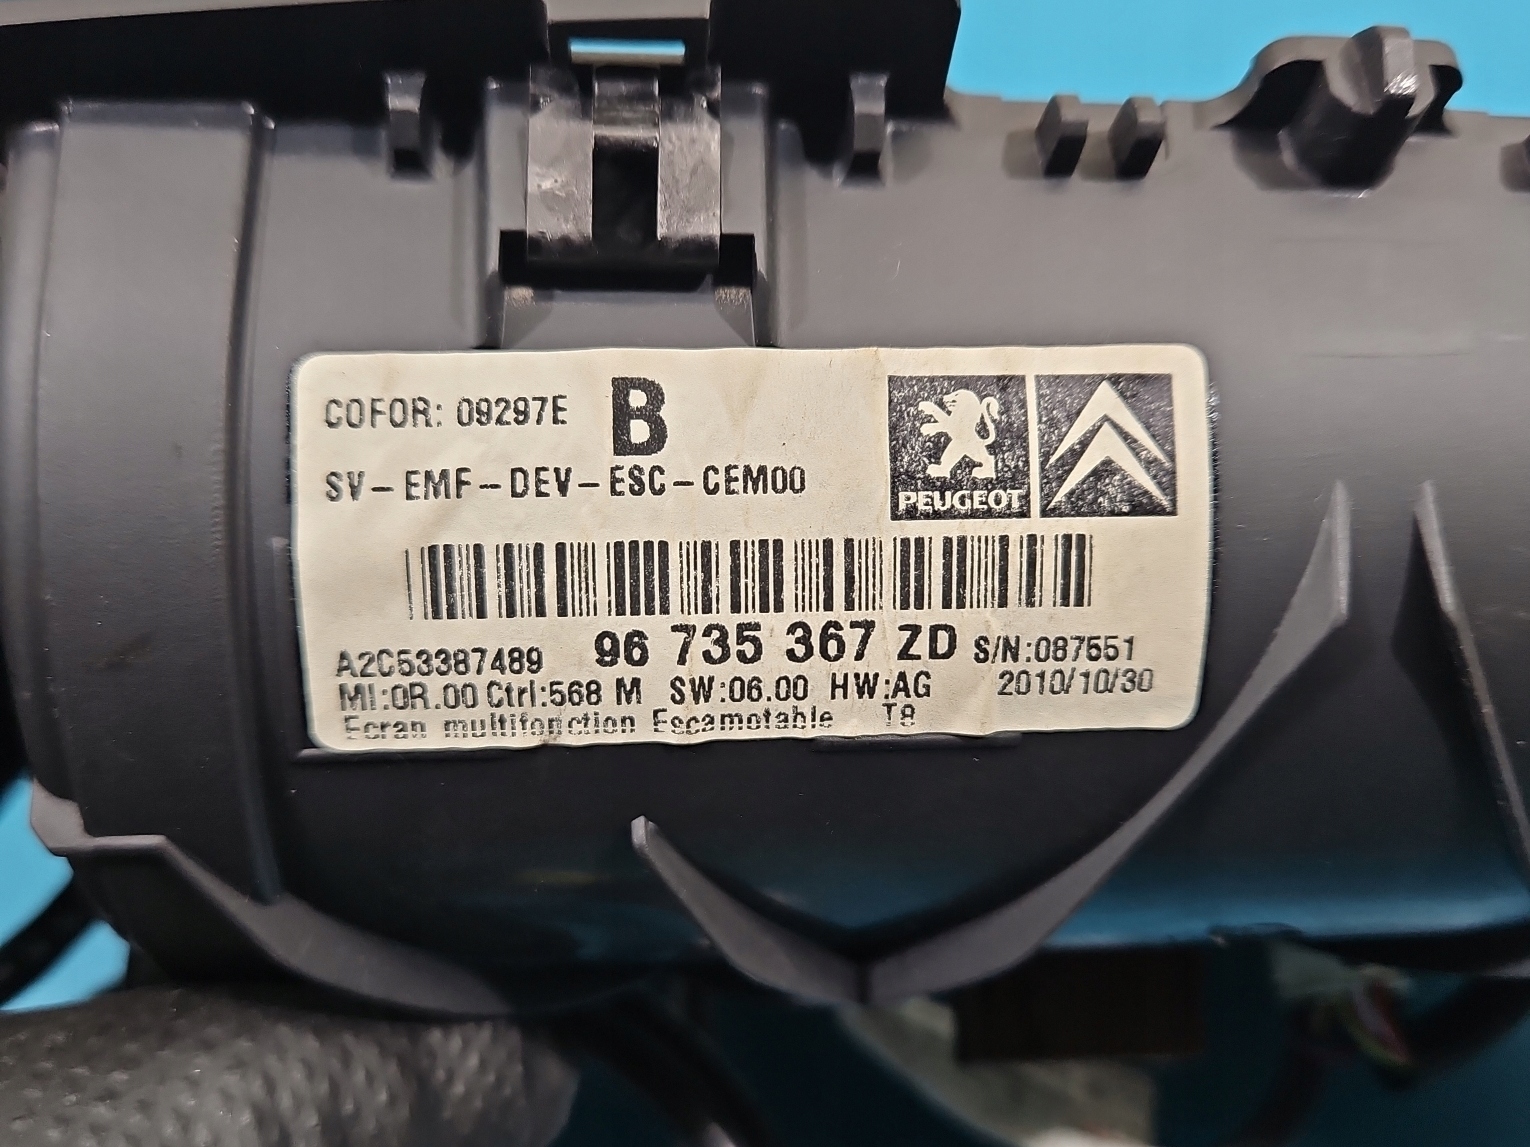 COFOR: 09297E B
SV-EMF-DEV-ESC-CEM00
PEUGEOT
A2C53387489 96 735 367 ZD S/N:087551
MI:0R.00 Ctrl:568 M SW:06.00 HW:AG 2010/10/30
Ecran multifonction Escamotable T8